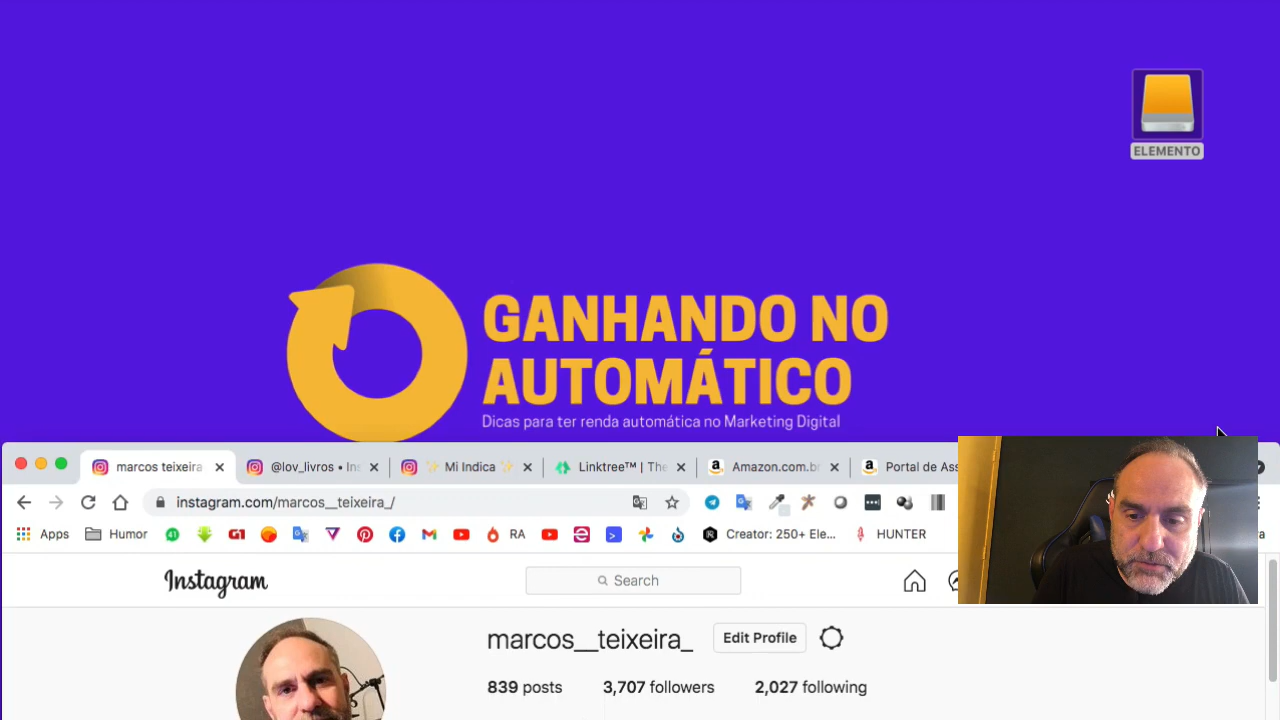 ELEMENTO
GANHANDO NO
AUTOMÁTICO
Dicas para ter renda automática no Marketing Digital
marcos teixeira
@lov_livros • Ins
✨ Mi Indica ✨
Linktree™ | The
Amazon.com.br
Portal de Ass
instagram.com/marcos__teixeira_/
Apps
Humor
G1
RA
Creator: 250+ Ele...
HUNTER
Instagram
Search
marcos__teixeira_
Edit Profile
839 posts
3,707 followers
2,027 following